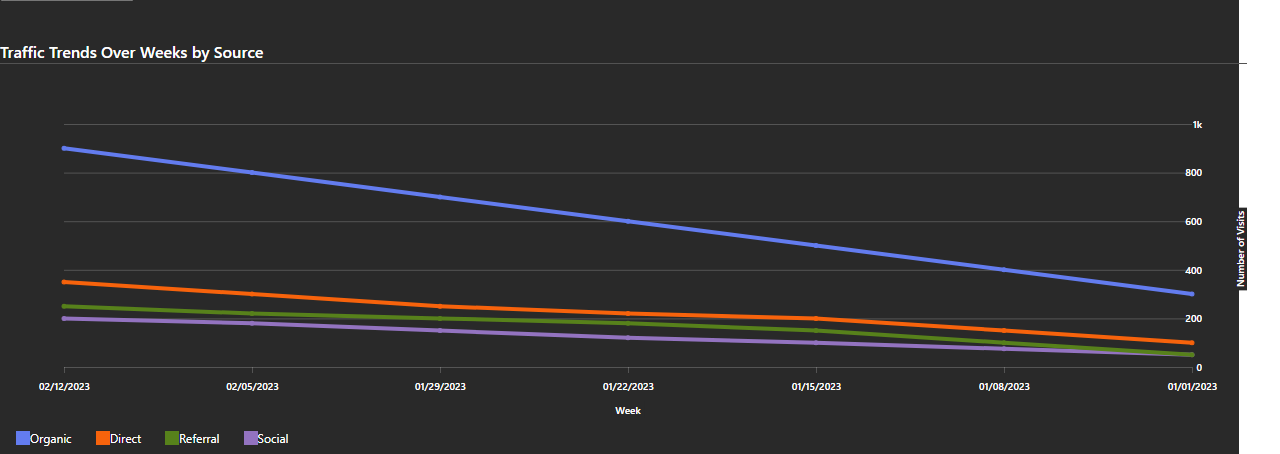 Traffic Trends Over Weeks by Source
1k
800
600
400
200
0
Number of Visits
02/12/2023 02/05/2023 01/29/2023 01/22/2023 01/15/2023 01/08/2023 01/01/2023
Week
Organic Direct Referral Social